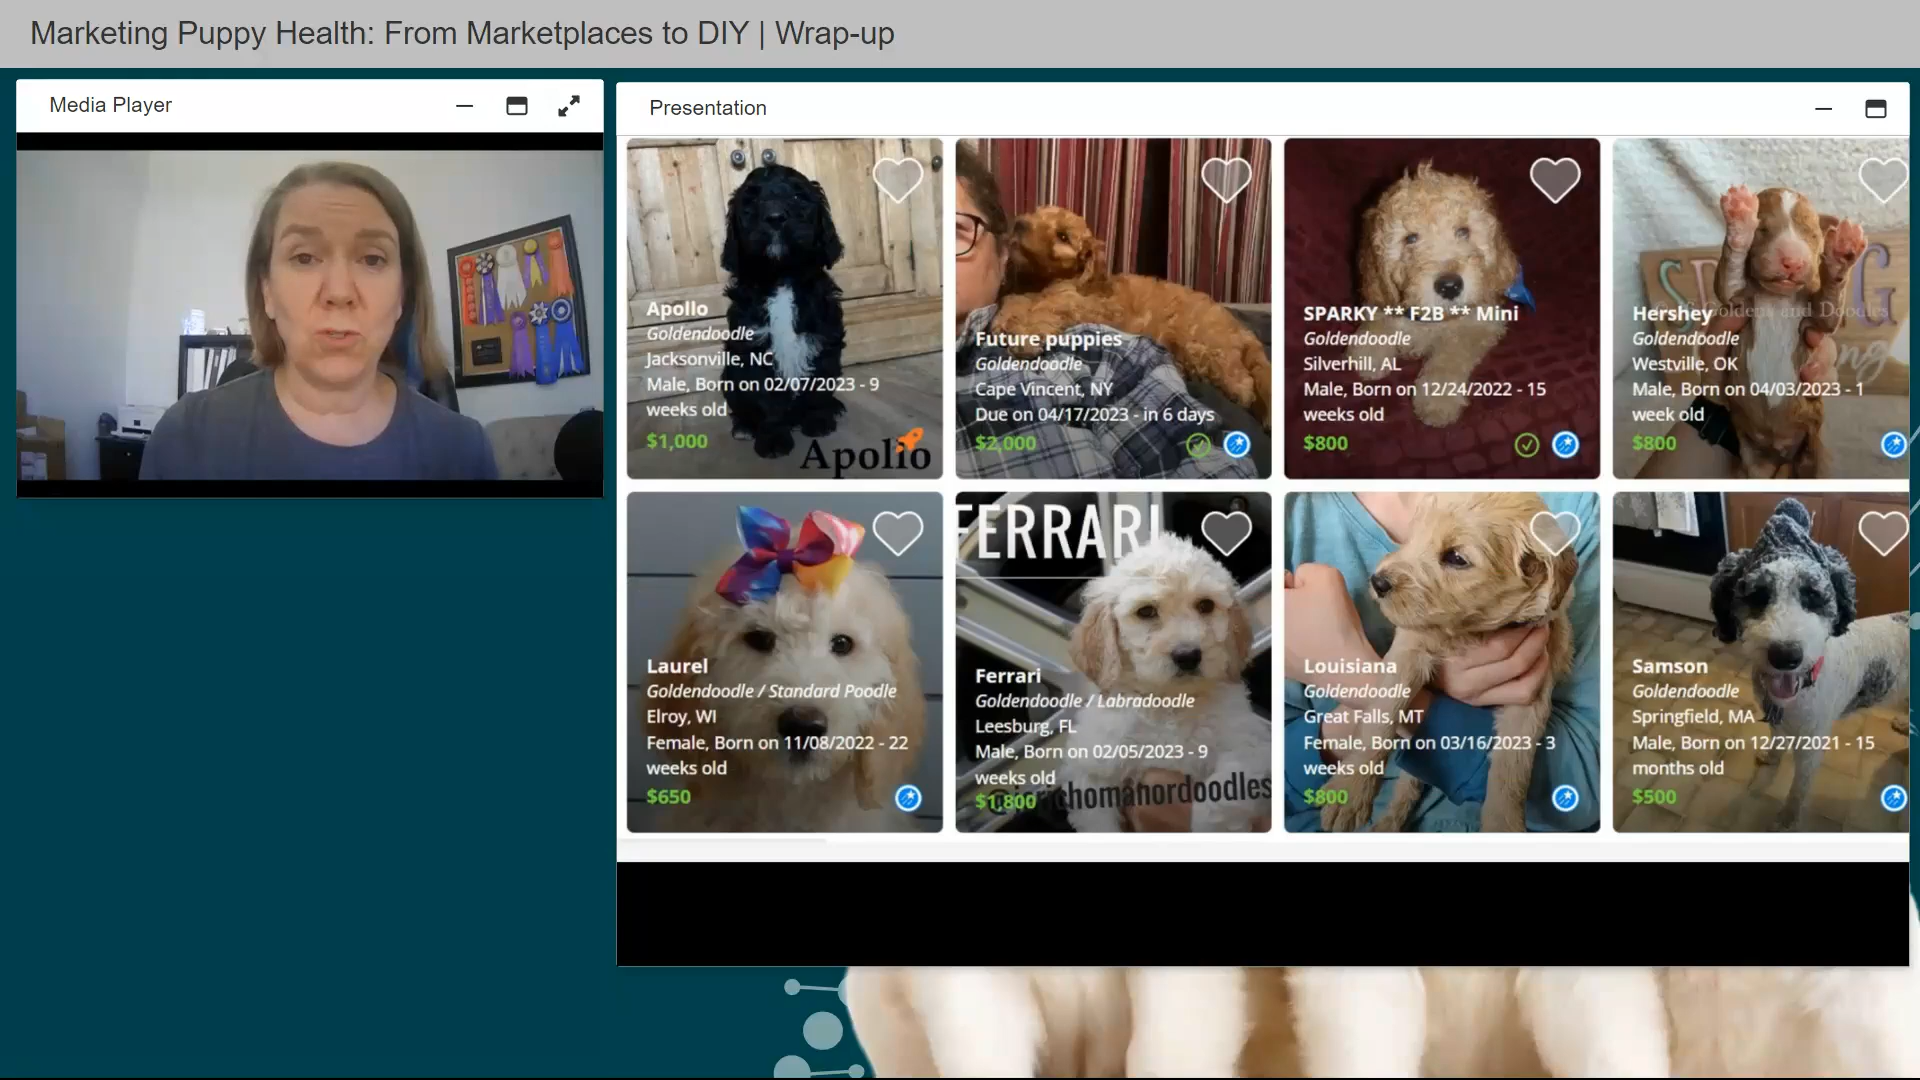 Marketing Puppy Health: From Marketplaces to DIY | Wrap-up
Media Player
Presentation
Apollo
Goldendoodle
Jacksonville, NC
Male, Born on 02/07/2023 - 9
weeks old
$1,000
Apollo
Future puppies
Goldendoodle
Cape Vincent, NY
Due on 04/17/2023 - in 6 days
$2,000
SPARKY ** F2B ** Mini
Goldendoodle
Silverhill, AL
Male, Born on 12/24/2022 - 15
weeks old
$800
Hershey
Goldendoodle
Westville, OK
Male, Born on 04/03/2023 - 1
week old
$800
Laurel
Goldendoodle / Standard Poodle
Elroy, WI
Female, Born on 11/08/2022 - 22
weeks old
$650
FERRARI
Ferrari
Goldendoodle / Labradoodle
Leesburg, FL
Male, Born on 02/05/2023 - 9
weeks old
$1,800
Louisiana
Goldendoodle
Great Falls, MT
Female, Born on 03/16/2023 - 3
weeks old
$800
Samson
Goldendoodle
Springfield, MA
Male, Born on 12/27/2021 - 15
months old
$500